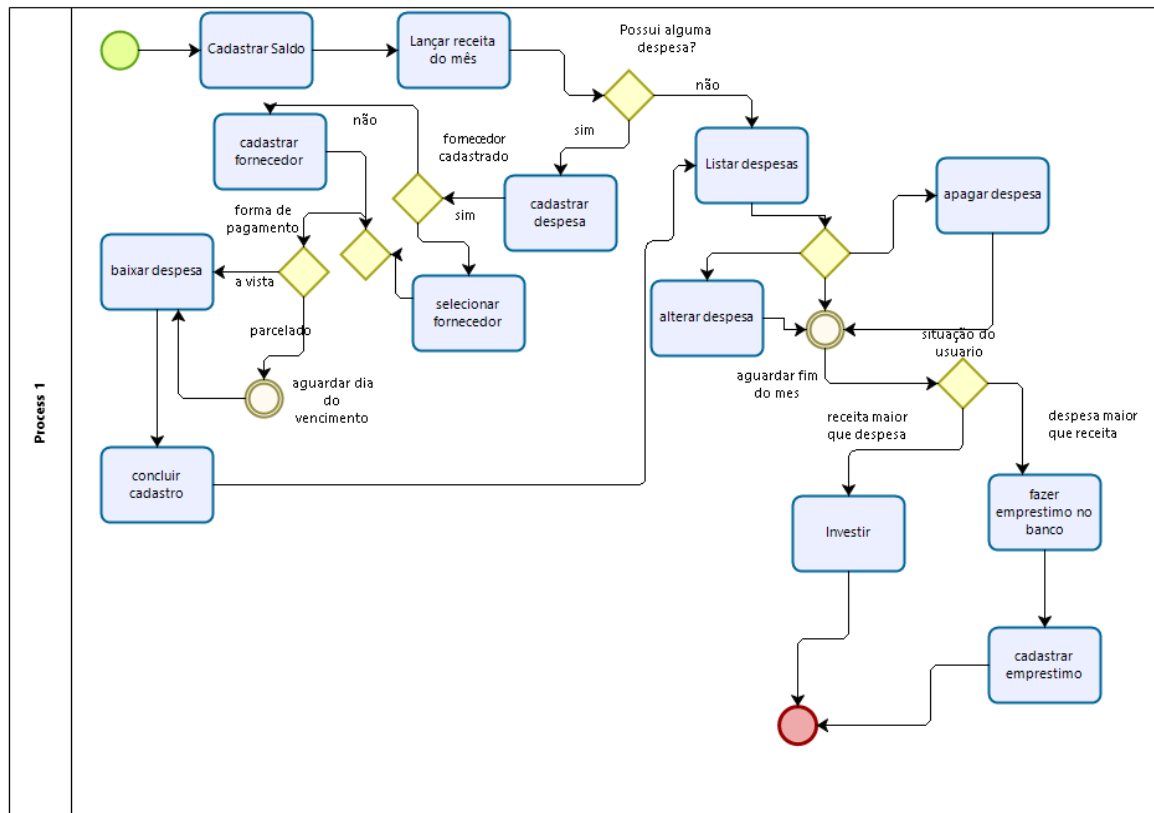 Process 1
Cadastrar Saldo
Lançar receita
do mês
Possui alguma
despesa?
não
sim
Listar despesas
cadastrar
despesa
fornecedor
cadastrado
não
sim
cadastrar
fornecedor
selecionar
fornecedor
forma de
pagamento
a vista
parcelado
baixar despesa
aguardar dia
do
vencimento
concluir
cadastro
apagar despesa
alterar despesa
aguardar fim
do mes
situação do
usuario
receita maior
que despesa
despesa maior
que receita
Investir
fazer
emprestimo no
banco
cadastrar
emprestimo